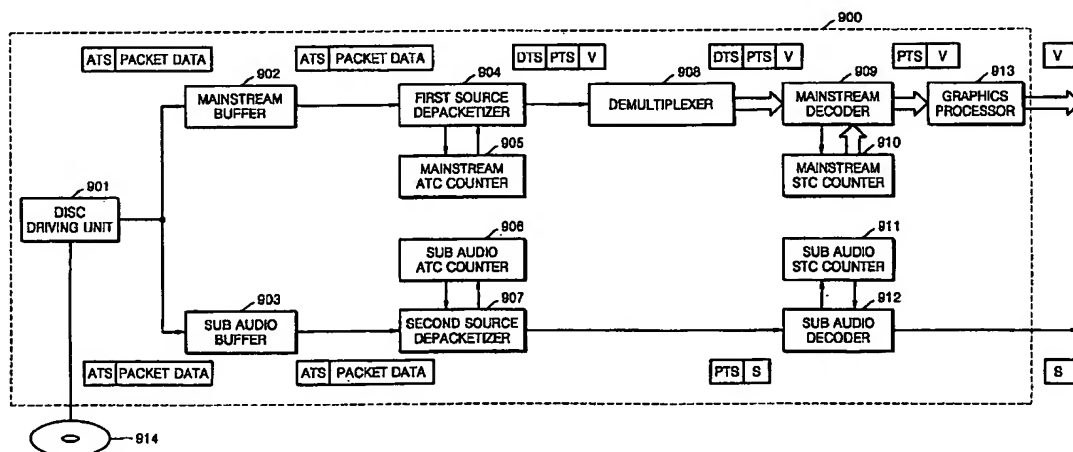 900
ATS PACKET DATA
ATS PACKET DATA
DTS PTS V
DTS PTS V
PTS V
V
902
MAINSTREAM
BUFFER
904
FIRST SOURCE
DEPACKETIZER
908
DEMULTIPLEXER
909
MAINSTREAM
DECODER
913
GRAPHICS
PROCESSOR
905
MAINSTREAM
ATC COUNTER
910
MAINSTREAM
STC COUNTER
901
DISC
DRIVING UNIT
906
SUB AUDIO
ATC COUNTER
911
SUB AUDIO
STC COUNTER
903
SUB AUDIO
BUFFER
907
SECOND SOURCE
DEPACKETIZER
912
SUB AUDIO
DECODER
ATS PACKET DATA
ATS PACKET DATA
PTS S
S
914